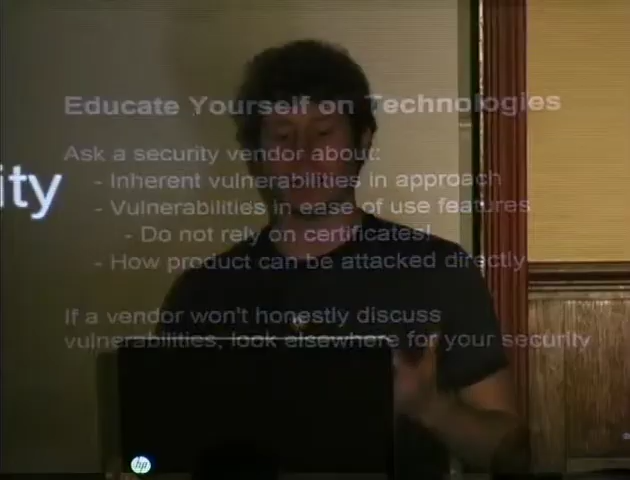 Educate Yourself on Technologies
Ask a security vendor about:
- Inherent vulnerabilities in approach
ity
- Vulnerabilities in ease of use features
- Do not rely on certificates!
- How product can be attacked directly
If a vendor won't honestly discuss
vulnerabilities, look elsewhere for your security
hp